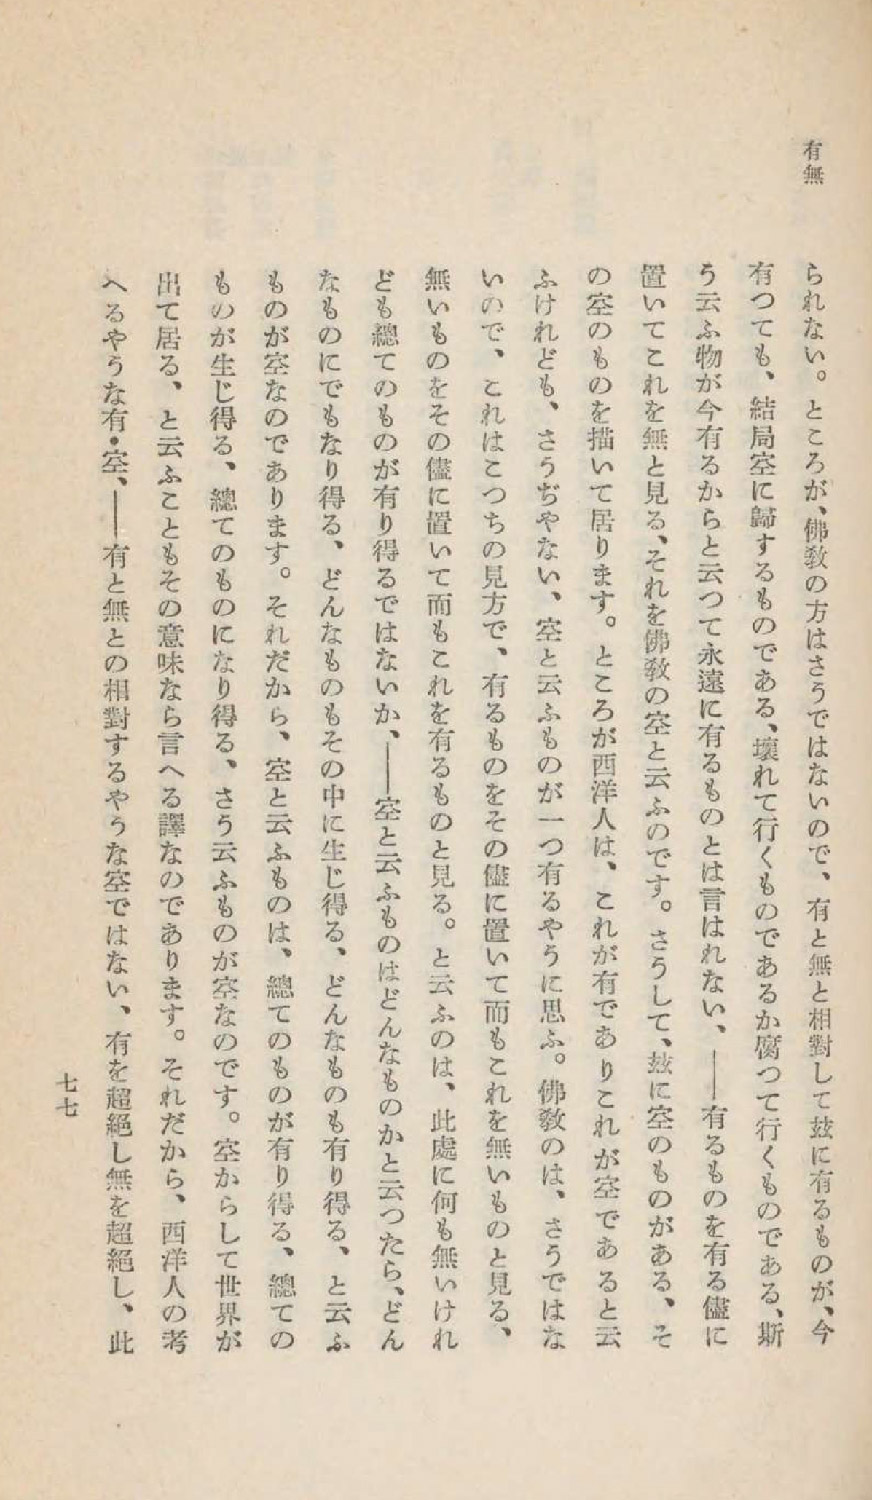 有無
られない。ところが、佛敎の方はさうではないので、有と無と相對して玆に有るものが、今
有つても、結局空に歸するものである、壞れて行くものであるか腐つて行くものである、斯
う云ふ物が今有るからと云つて永遠に有るものとは言はれない、――有るものを有る儘に
置いてこれを無と見る、それを佛敎の空と云ふのです。さうして、玆に空のものがある、そ
の空のものを描いて居ります。ところが西洋人は、これが有でありこれが空であると云
ふけれども、さうぢやない、空と云ふものが一つ有るやうに思ふ。佛敎のは、さうではな
いので、これはこつちの見方で、有るものをその儘に置いて而もこれを無いものと見る、
無いものをその儘に置いて而もこれを有るものと見る。と云ふのは、此處に何も無いけれ
ども總てのものが有り得るではないか、――空と云ふものはどんなものかと云つたら、どん
なものにでもなり得る、どんなものもその中に生じ得る、どんなものも有り得る、と云ふ
ものが空なのであります。それだから、空と云ふものは、總てのものが有り得る、總ての
ものが生じ得る、總てのものになり得る、さう云ふものが空なのです。空からして世界が
出て居る、と云ふこともその意味なら言へる譯なのであります。それだから、西洋人の考
へるやうな有・空、――有と無との相對するやうな空ではない、有を超絕し無を超絕し、此
七七